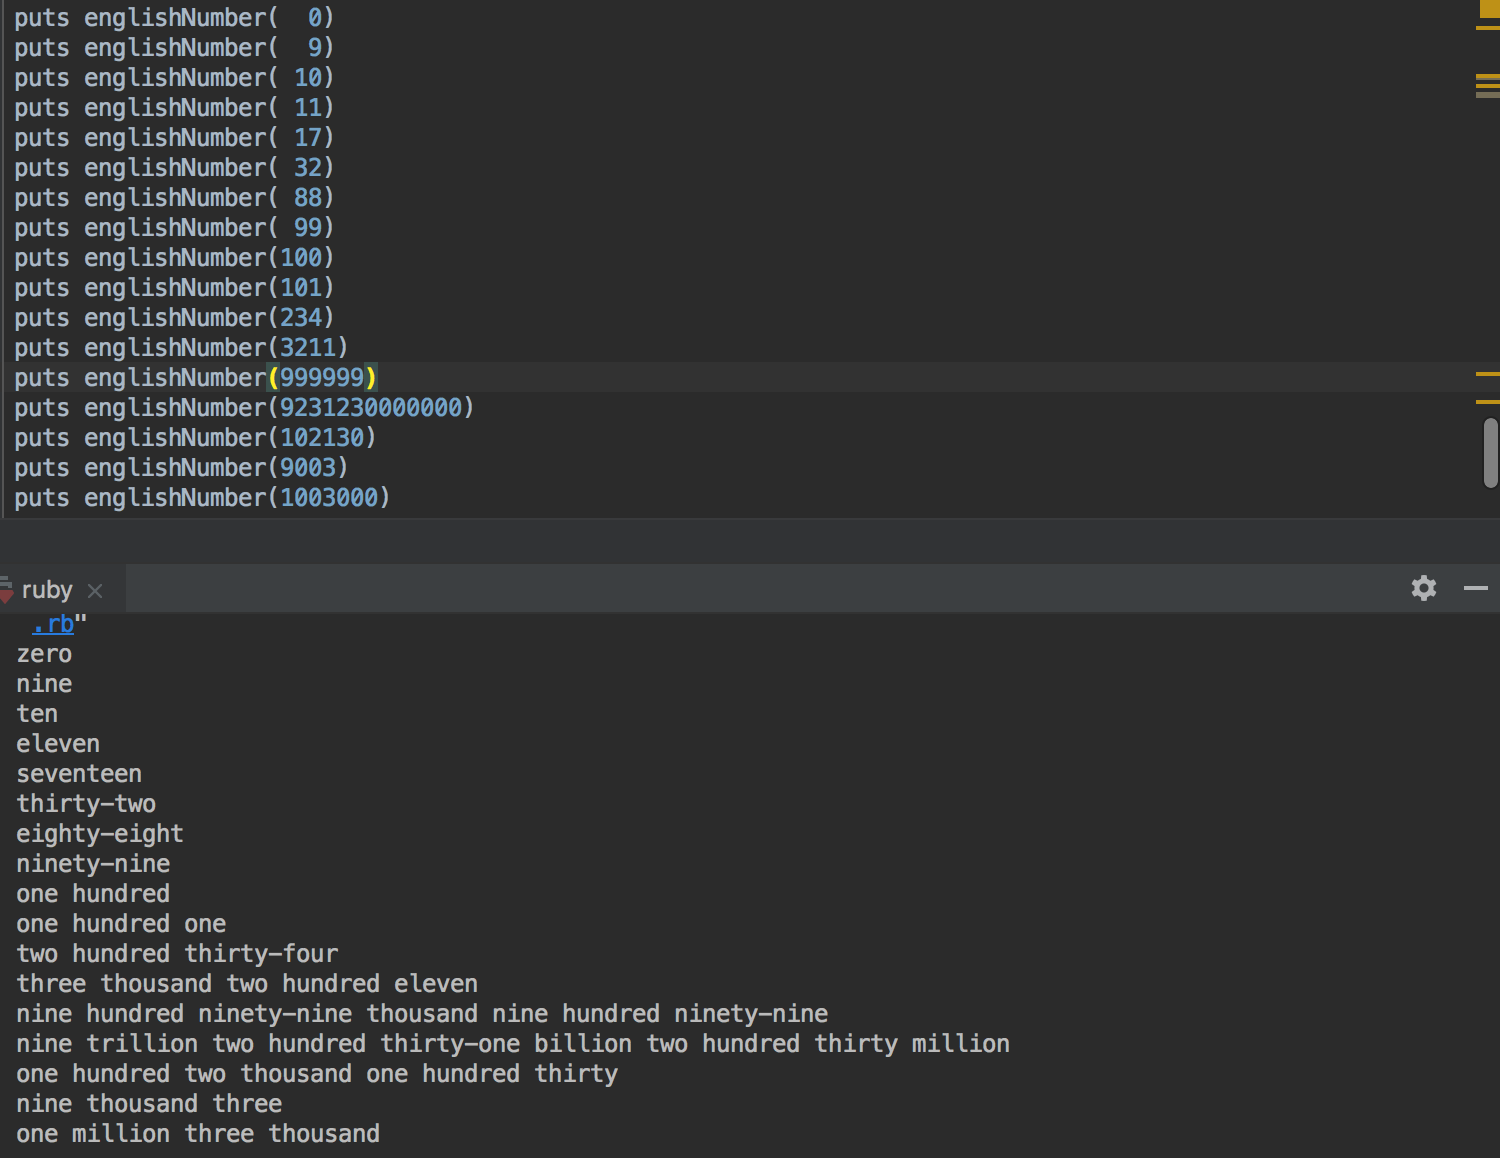 puts englishNumber(  0)
puts englishNumber(  9)
puts englishNumber( 10)
puts englishNumber( 11)
puts englishNumber( 17)
puts englishNumber( 32)
puts englishNumber( 88)
puts englishNumber( 99)
puts englishNumber(100)
puts englishNumber(101)
puts englishNumber(234)
puts englishNumber(3211)
puts englishNumber(999999)
puts englishNumber(9231230000000)
puts englishNumber(102130)
puts englishNumber(9003)
puts englishNumber(1003000)
ruby
.rb"
zero
nine
ten
eleven
seventeen
thirty-two
eighty-eight
ninety-nine
one hundred
one hundred one
two hundred thirty-four
three thousand two hundred eleven
nine hundred ninety-nine thousand nine hundred ninety-nine
nine trillion two hundred thirty-one billion two hundred thirty million
one hundred two thousand one hundred thirty
nine thousand three
one million three thousand